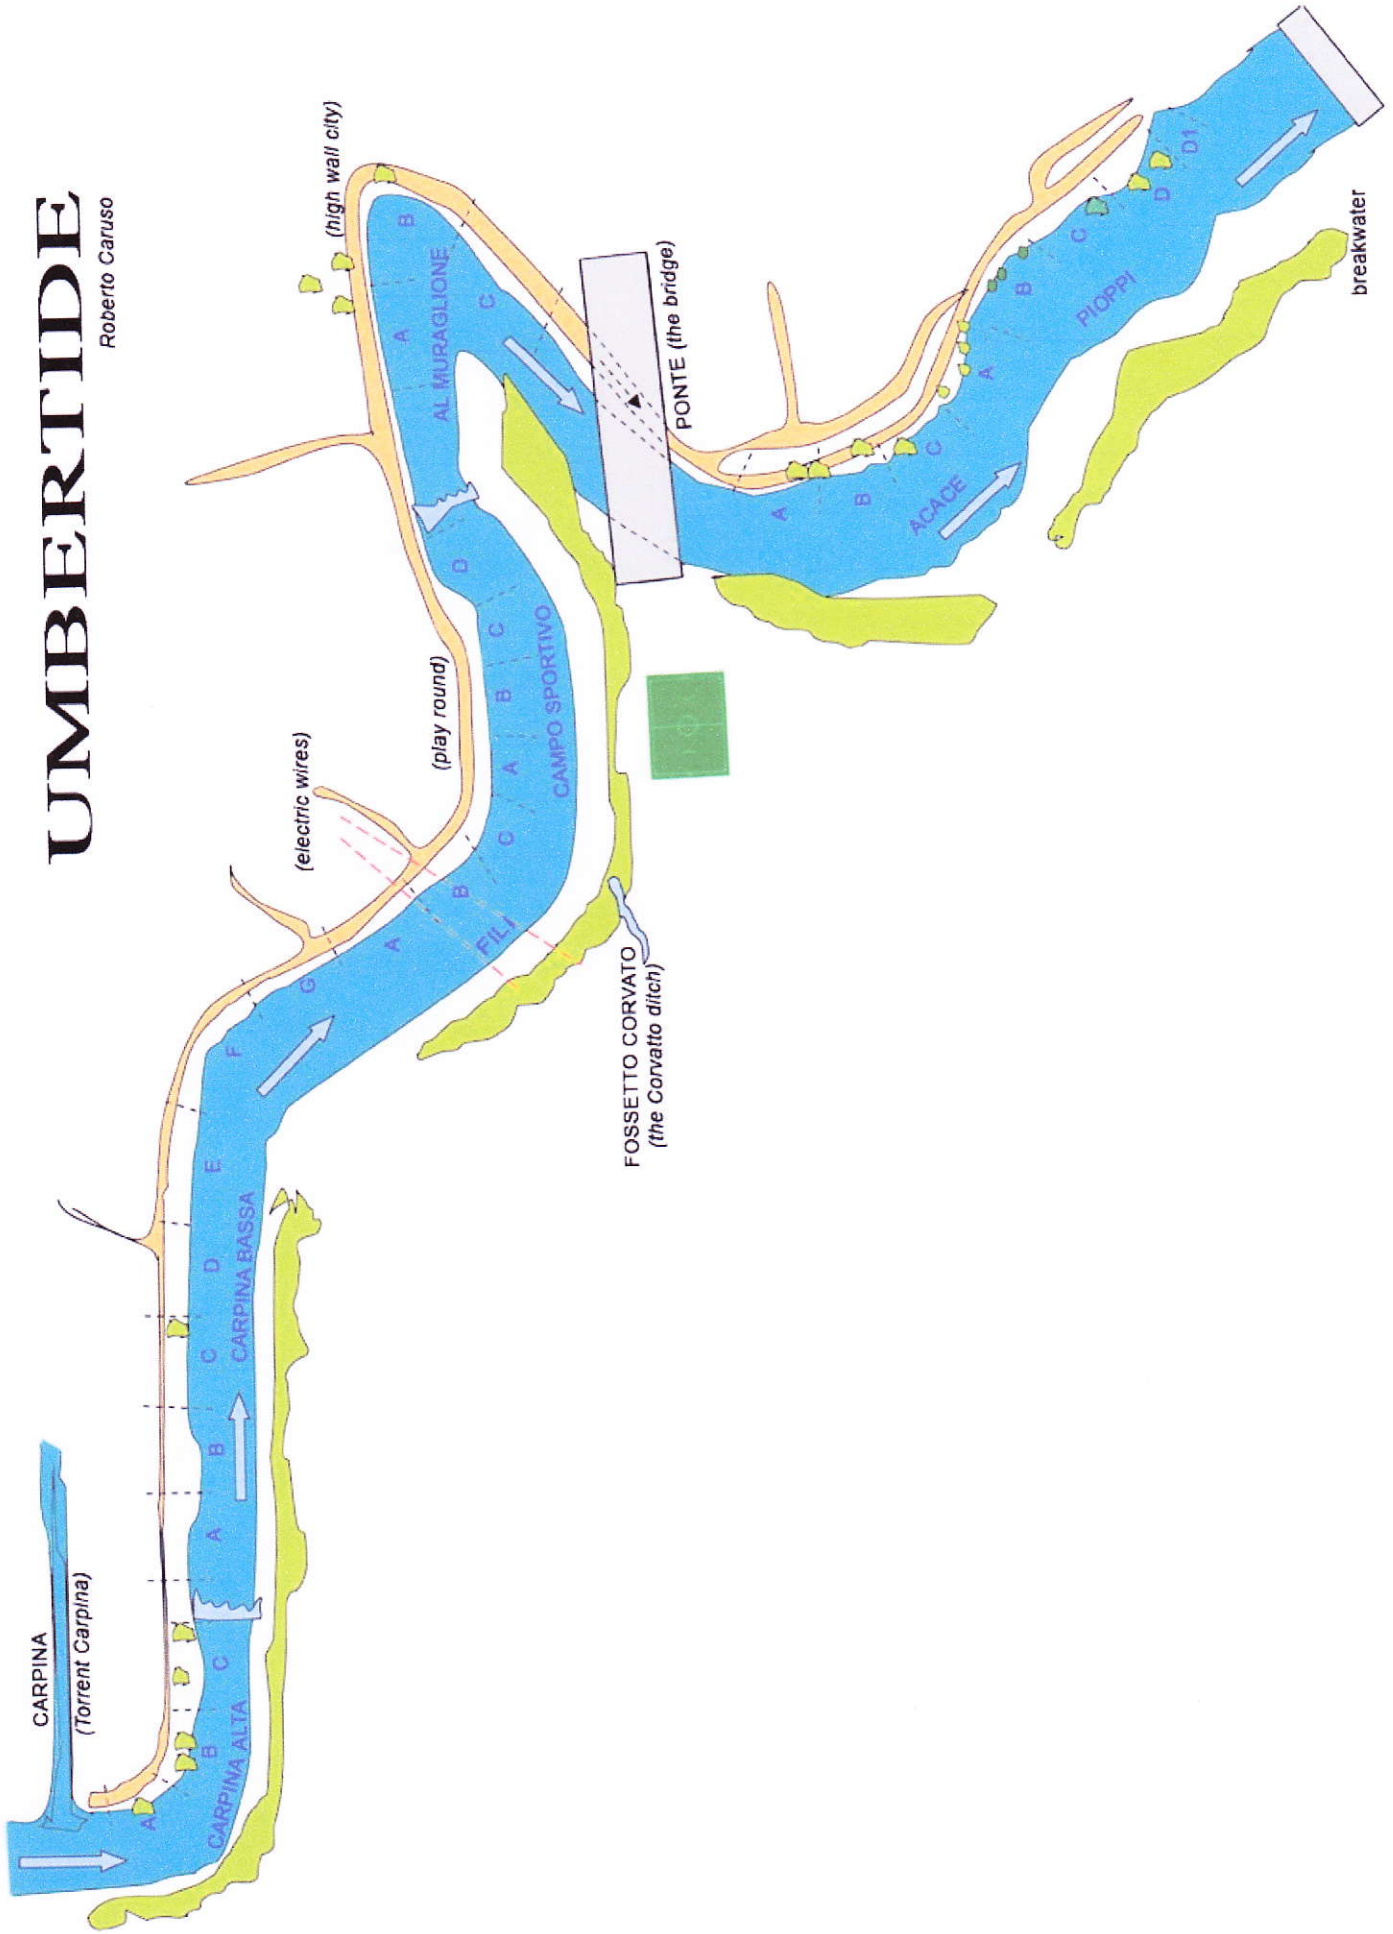 UMBERTIDE
Roberto Caruso
CARPINA
(Torrent Carpina)
A
B
C
CARPINA ALTA
A
B
C
D
E
F
G
CARPINA BASSA
(electric wires)
A
B
C
FILI
FOSSETTO CORVATO
(the Corvatto ditch)
(play round)
A
B
C
D
CAMPO SPORTIVO
(high wall city)
A
B
C
AL MURAGLIONE
PONTE (the bridge)
A
B
C
ACACE
A
B
C
D
D1
PIOPPI
breakwater